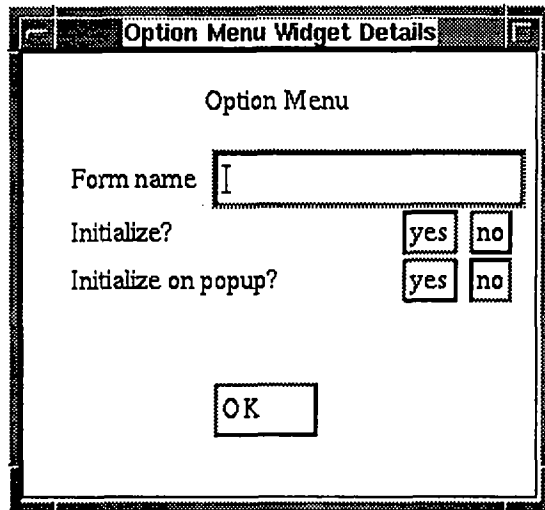 Option Menu Widget Details
Option Menu
Form name
Initialize? yes no
Initialize on popup? yes no
OK